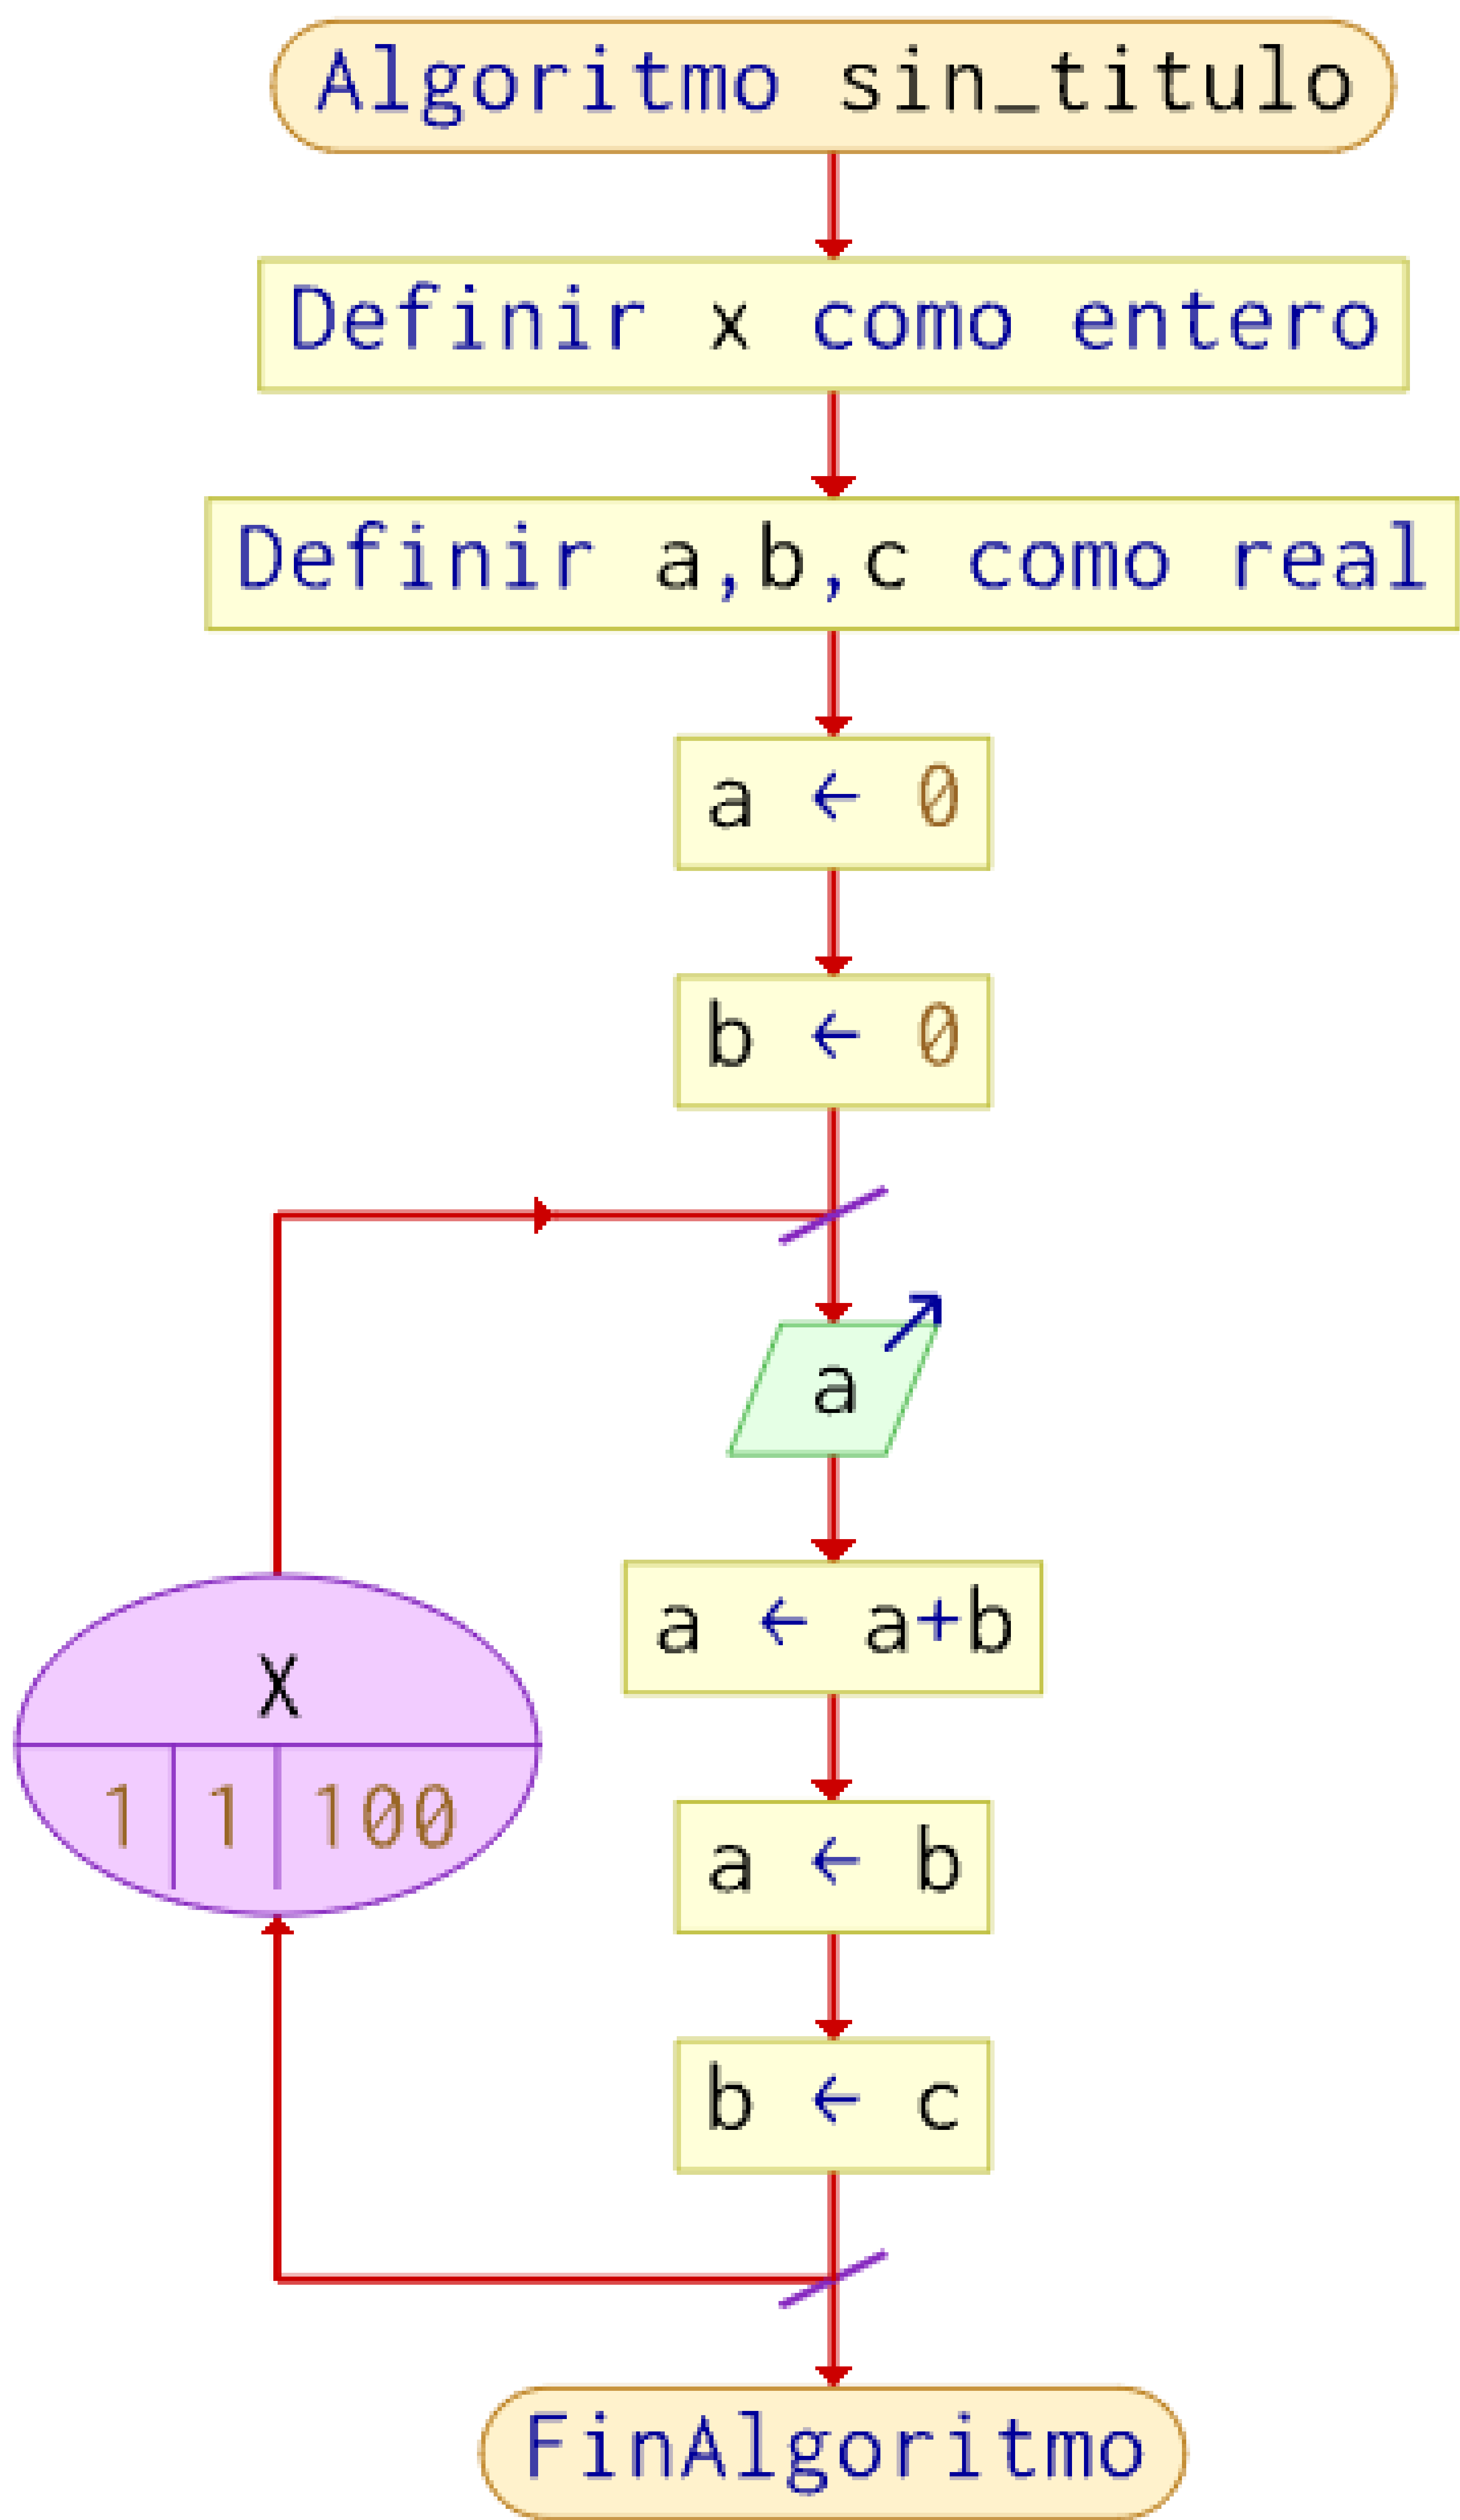 Algoritmo sin_titulo
Definir x como entero
Definir a,b,c como real
a ← 0
b ← 0
a
a ← a+b
X
1 1 100
a ← b
b ← c
FinAlgoritmo